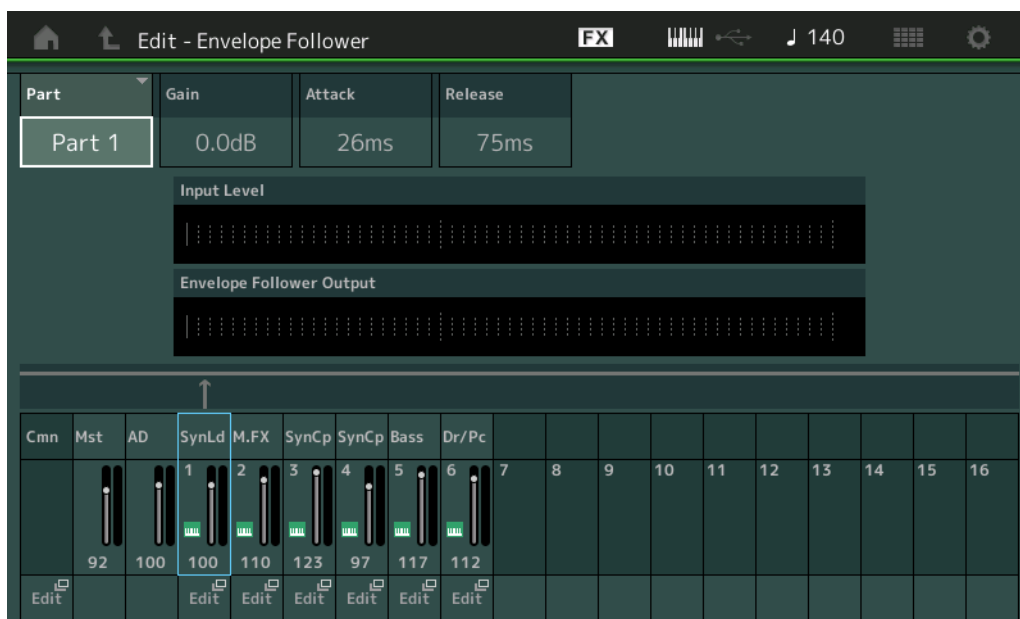 Edit - Envelope Follower FX ♩ 140
Part Gain Attack Release
Part 1 0.0dB 26ms 75ms
Input Level
Envelope Follower Output
Cmn Mst AD SynLd M.FX SynCp SynCp Bass Dr/Pc
1 2 3 4 5 6 7 8 9 10 11 12 13 14 15 16
92 100 100 110 123 97 117 112
Edit Edit Edit Edit Edit Edit Edit